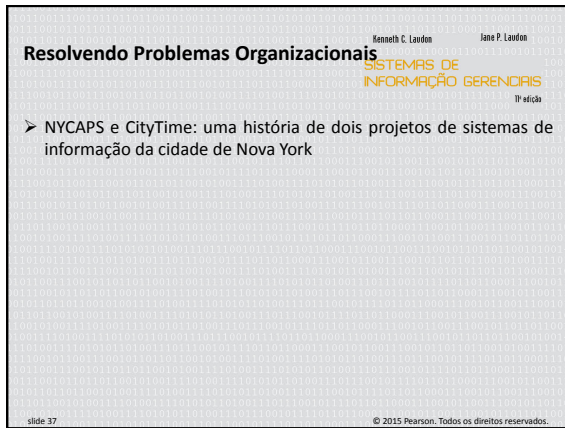 Kenneth C. Laudon Jane P. Laudon
Resolvendo Problemas Organizacionais
SISTEMAS DE
INFORMAÇÃO GERENCIAIS
11ª edição
➢ NYCAPS e CityTime: uma história de dois projetos de sistemas de
informação da cidade de Nova York
slide 37 © 2015 Pearson. Todos os direitos reservados.